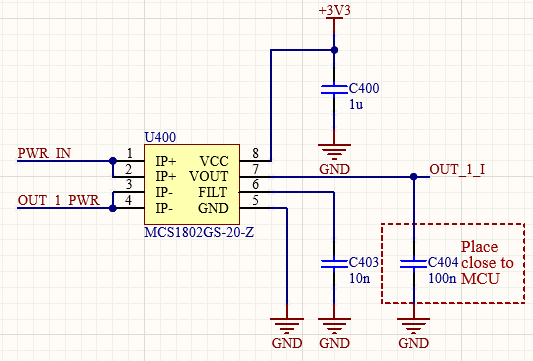 +3V3
C400
1u
GND
U400
PWR_IN
1 IP+ VCC 8
2 IP+ VOUT 7
3 IP- FILT 6
4 IP- GND 5
OUT_1_PWR
MCS1802GS-20-Z
OUT_1_I
C403
10n
C404
100n
Place
close to
MCU
GND
GND
GND